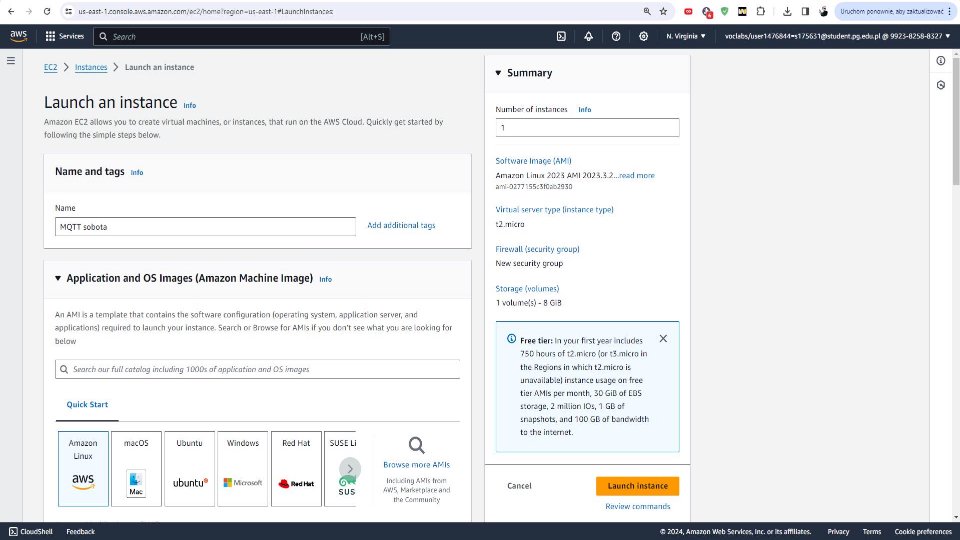 us-east-1.console.aws.amazon.com/ec2/home?region=us-east-1#LaunchInstances:
Uruchom ponownie, aby zaktualizować
aws
Services
Search
[Alt+S]
N. Virginia
voclabs/user1476844=s175631@student.pg.edu.pl @ 9923-8258-8327
EC2
Instances
Launch an instance
Launch an instance
Info
Amazon EC2 allows you to create virtual machines, or instances, that run on the AWS Cloud. Quickly get started by
following the simple steps below.
Name and tags
Info
Name
MQTT sobota
Add additional tags
Application and OS Images (Amazon Machine Image)
Info
An AMI is a template that contains the software configuration (operating system, application server, and
applications) required to launch your instance. Search or Browse for AMIs if you don't see what you are looking for
below
Search our full catalog including 1000s of application and OS images
Quick Start
Amazon
Linux
aws
macOS
Mac
Ubuntu
ubuntu
Windows
Microsoft
Red Hat
Red Hat
SUSE Li
SUS
Browse more AMIs
Including AMIs from
AWS, Marketplace and
the Community
Summary
Number of instances
Info
1
Software Image (AMI)
Amazon Linux 2023 AMI 2023.3.2...read more
ami-0277155c3f0ab2930
Virtual server type (instance type)
t2.micro
Firewall (security group)
New security group
Storage (volumes)
1 volume(s) - 8 GiB
Free tier: In your first year includes
750 hours of t2.micro (or t3.micro in
the Regions in which t2.micro is
unavailable) instance usage on free
tier AMIs per month, 30 GiB of EBS
storage, 2 million IOs, 1 GB of
snapshots, and 100 GB of bandwidth
to the internet.
Cancel
Launch instance
Review commands
CloudShell
Feedback
© 2024, Amazon Web Services, Inc. or its affiliates.
Privacy
Terms
Cookie preferences